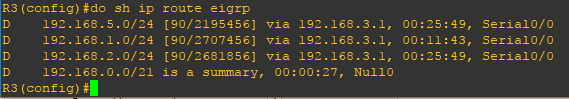 R3(config)#do sh ip route eigrp
D    192.168.5.0/24 [90/2195456] via 192.168.3.1, 00:25:49, Serial0/0
D    192.168.1.0/24 [90/2707456] via 192.168.3.1, 00:11:43, Serial0/0
D    192.168.2.0/24 [90/2681856] via 192.168.3.1, 00:25:49, Serial0/0
D    192.168.0.0/21 is a summary, 00:00:27, Null0
R3(config)#